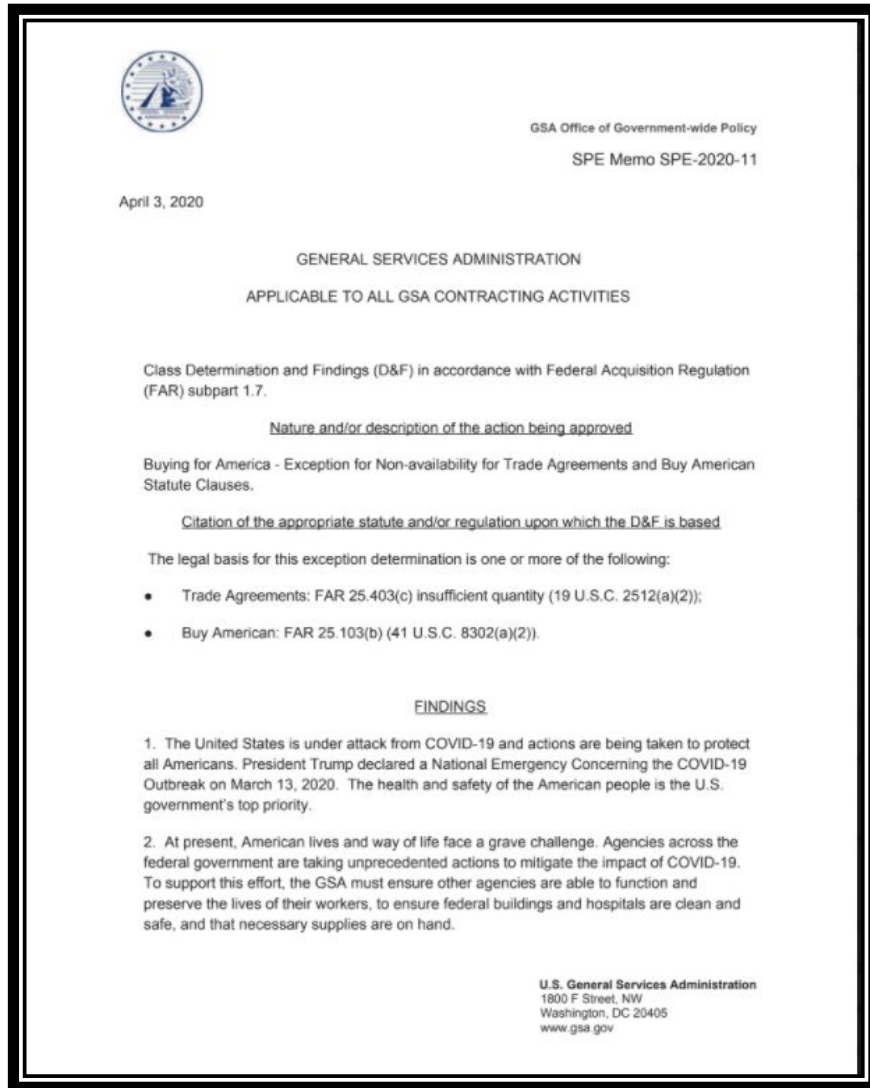 GSA Office of Government-wide Policy
SPE Memo SPE-2020-11
April 3, 2020
GENERAL SERVICES ADMINISTRATION
APPLICABLE TO ALL GSA CONTRACTING ACTIVITIES
Class Determination and Findings (D&F) in accordance with Federal Acquisition Regulation
(FAR) subpart 1.7.
Nature and/or description of the action being approved
Buying for America - Exception for Non-availability for Trade Agreements and Buy American
Statute Clauses.
Citation of the appropriate statute and/or regulation upon which the D&F is based
The legal basis for this exception determination is one or more of the following:
● Trade Agreements: FAR 25.403(c) insufficient quantity (19 U.S.C. 2512(a)(2));
● Buy American: FAR 25.103(b) (41 U.S.C. 8302(a)(2)).
FINDINGS
1. The United States is under attack from COVID-19 and actions are being taken to protect
all Americans. President Trump declared a National Emergency Concerning the COVID-19
Outbreak on March 13, 2020. The health and safety of the American people is the U.S.
government's top priority.
2. At present, American lives and way of life face a grave challenge. Agencies across the
federal government are taking unprecedented actions to mitigate the impact of COVID-19.
To support this effort, the GSA must ensure other agencies are able to function and
preserve the lives of their workers, to ensure federal buildings and hospitals are clean and
safe, and that necessary supplies are on hand.
U.S. General Services Administration
1800 F Street, NW
Washington, DC 20405
www.gsa.gov